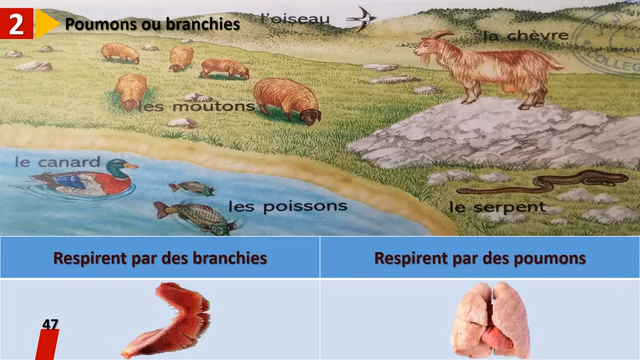 2
Poumons ou branchies
l'oiseau
la chèvre
les moutons
le canard
les poissons
le serpent
Respirent par des branchies
Respirent par des poumons
47